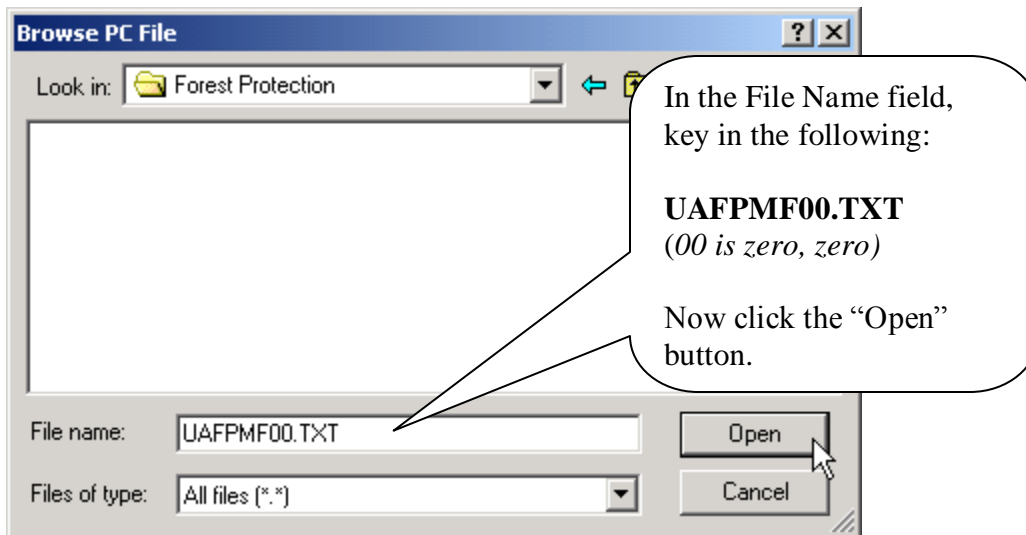 Browse PC File
Look in: Forest Protection
In the File Name field,
key in the following:
UAFPMF00.TXT
(00 is zero, zero)
Now click the “Open”
button.
File name: UAFPMF00.TXT Open
Files of type: All files (*.*) Cancel